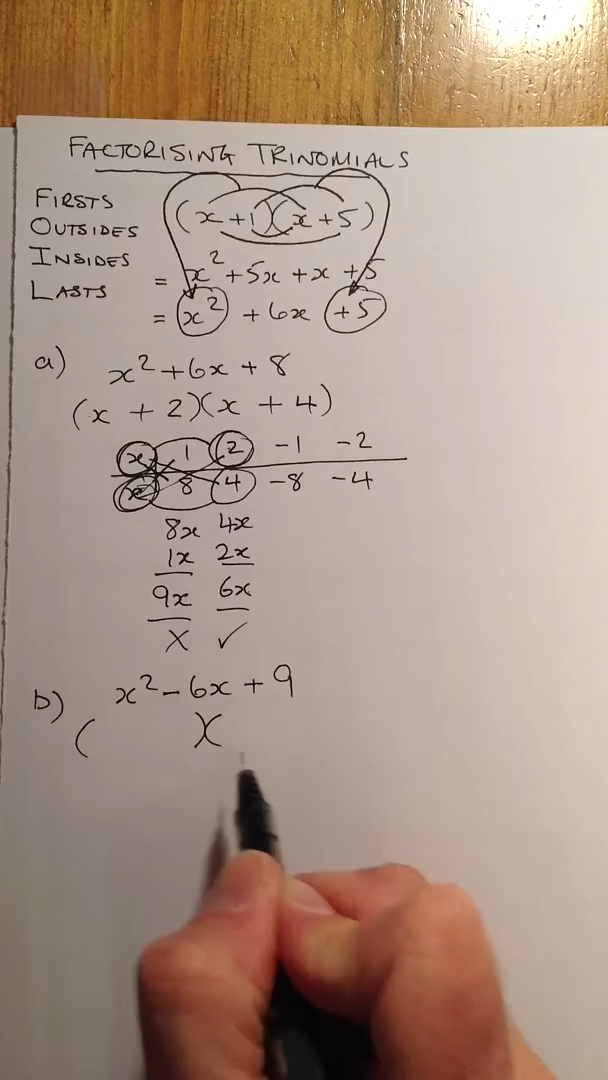 FACTORISING TRINOMIALS
FIRSTS
OUTSIDES
INSIDES
LASTS
(x+1)(x+5)
= x² + 5x + x + 5
= x² + 6x + 5
a) x² + 6x + 8
(x + 2)(x + 4)
x 1 2 -1 -2
x 8 4 -8 -4
8x 4x
1x 2x
9x 6x
X ✓
b) x² - 6x + 9
( )(